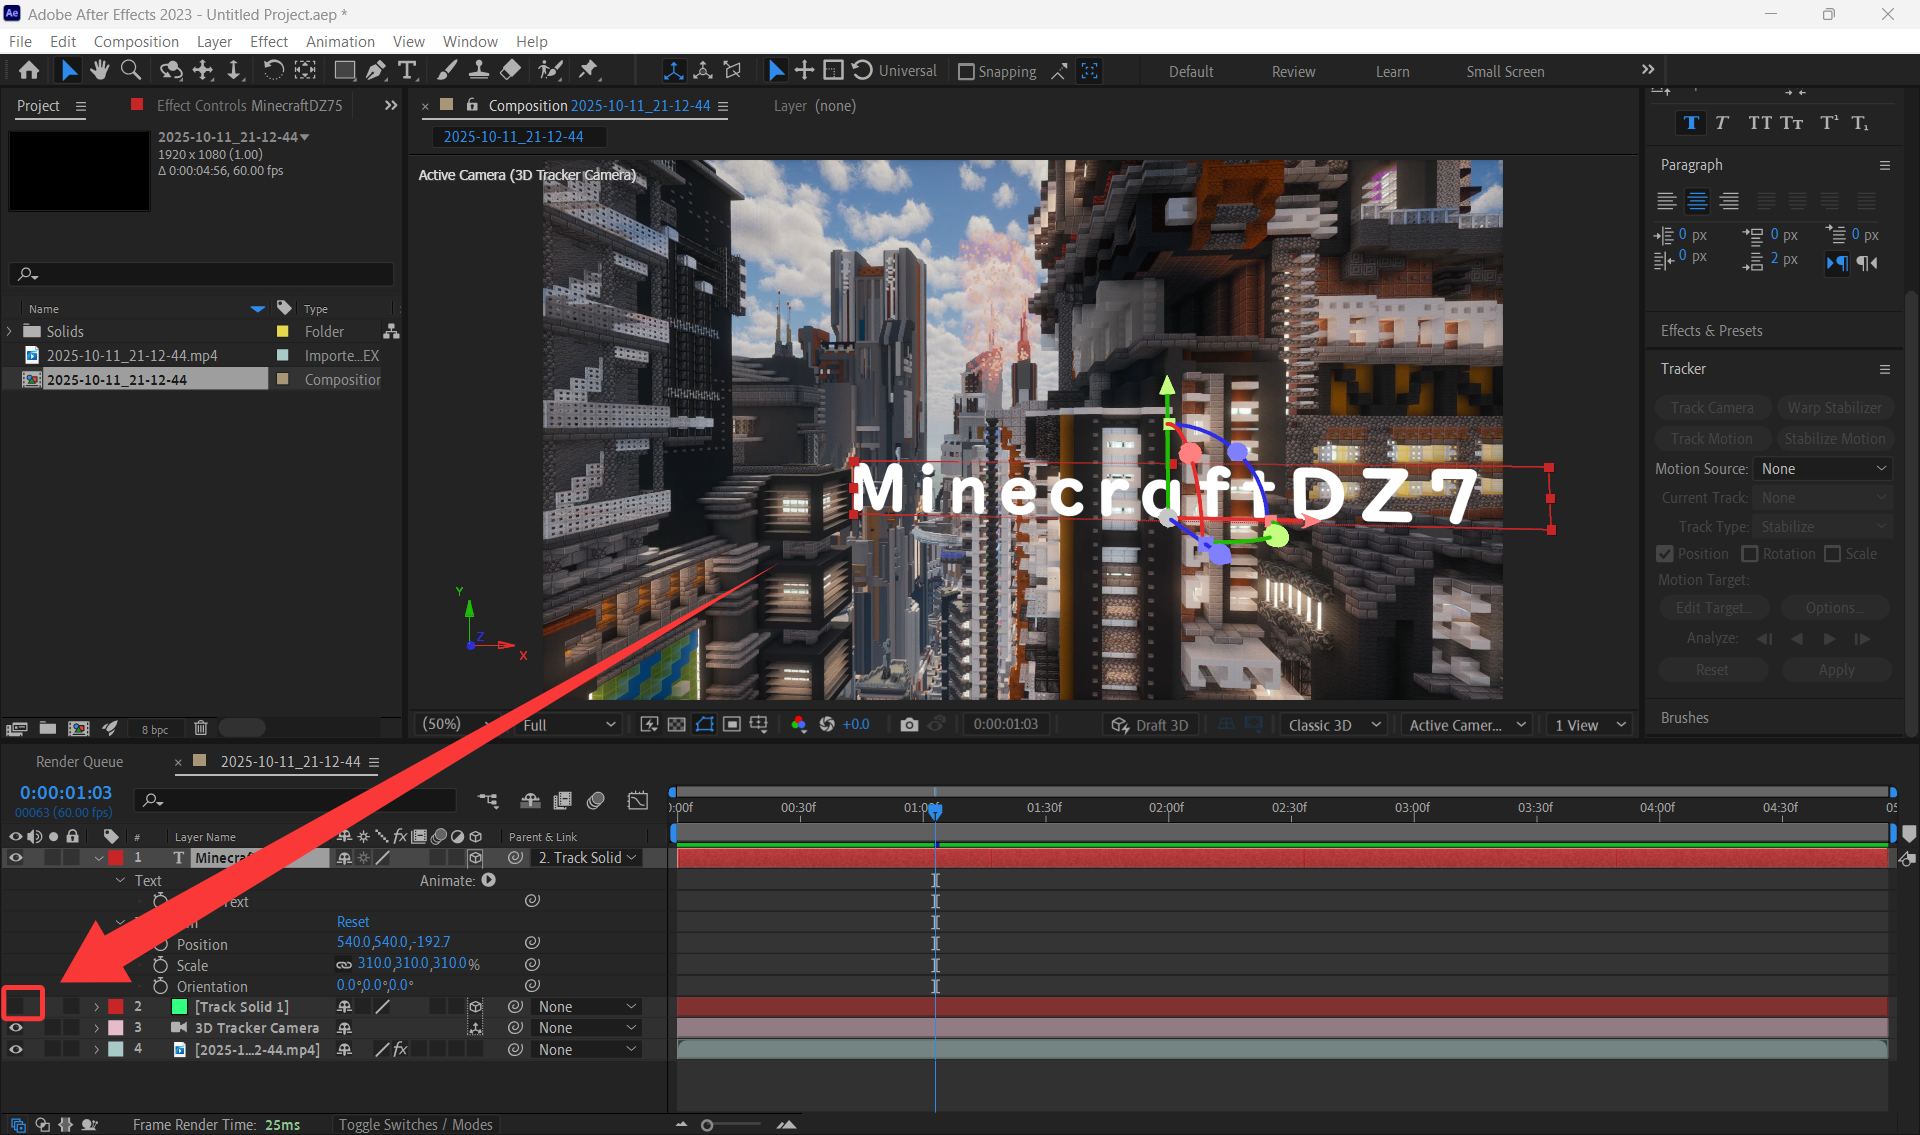 Ae Adobe After Effects 2023 - Untitled Project.aep *
File Edit Composition Layer Effect Animation View Window Help
Universal Snapping Default Review Learn Small Screen
Project Effect Controls MinecraftDZ75
Composition 2025-10-11_21-12-44 Layer (none)
2025-10-11_21-12-44
1920 x 1080 (1.00)
Δ 0:00:04:56, 60.00 fps
2025-10-11_21-12-44
Active Camera (3D Tracker Camera)
T T TT Tт T¹ T₁
Paragraph
0 px 0 px 0 px
0 px 2 px
Name Type
Solids Folder
2025-10-11_21-12-44.mp4 Importe...EX
2025-10-11_21-12-44 Composition
Effects & Presets
Tracker
Track Camera Warp Stabilizer
Track Motion Stabilize Motion
Motion Source: None
Current Track: None
Track Type: Stabilize
Position Rotation Scale
Motion Target:
Edit Target... Options...
Analyze:
Reset Apply
Brushes
MinecraftDZ7
Y
Z
X
8 bpc
(50%) Full +0.0 0:00:01:03 Draft 3D Classic 3D Active Camer... 1 View
Render Queue 2025-10-11_21-12-44
0:00:01:03
00063 (60.00 fps)
):00f 00:30f 01:00f 01:30f 02:00f 02:30f 03:00f 03:30f 04:00f 04:30f 05
# Layer Name fx Parent & Link
1 T Minecra 2. Track Solid
Text Animate:
Text
Reset
Position 540.0,540.0,-192.7
Scale 310.0,310.0,310.0%
Orientation 0.0°,0.0°,0.0°
2 [Track Solid 1] None
3 3D Tracker Camera None
4 [2025-1...2-44.mp4] fx None
Frame Render Time: 25ms Toggle Switches / Modes